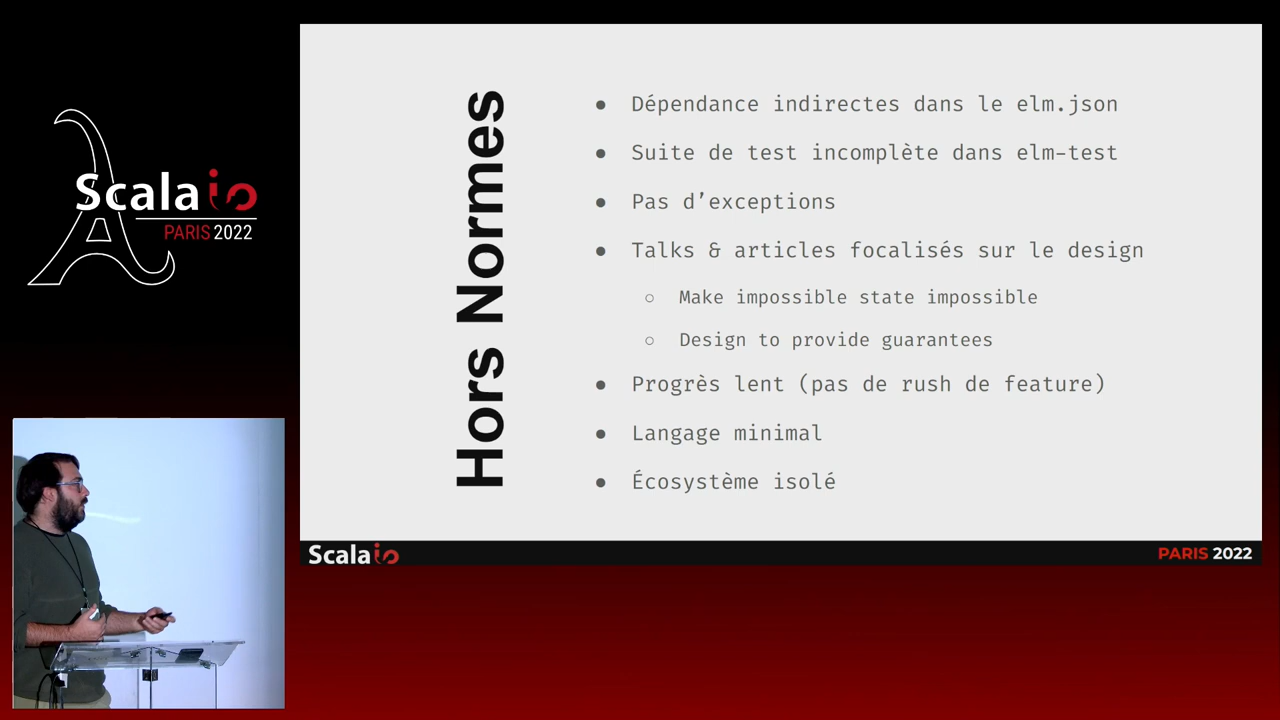 Scala io
PARIS 2022
Hors Normes
● Dépendance indirectes dans le elm.json
● Suite de test incomplète dans elm-test
● Pas d’exceptions
● Talks & articles focalisés sur le design
○ Make impossible state impossible
○ Design to provide guarantees
● Progrès lent (pas de rush de feature)
● Langage minimal
● Écosystème isolé
Scala io
PARIS 2022